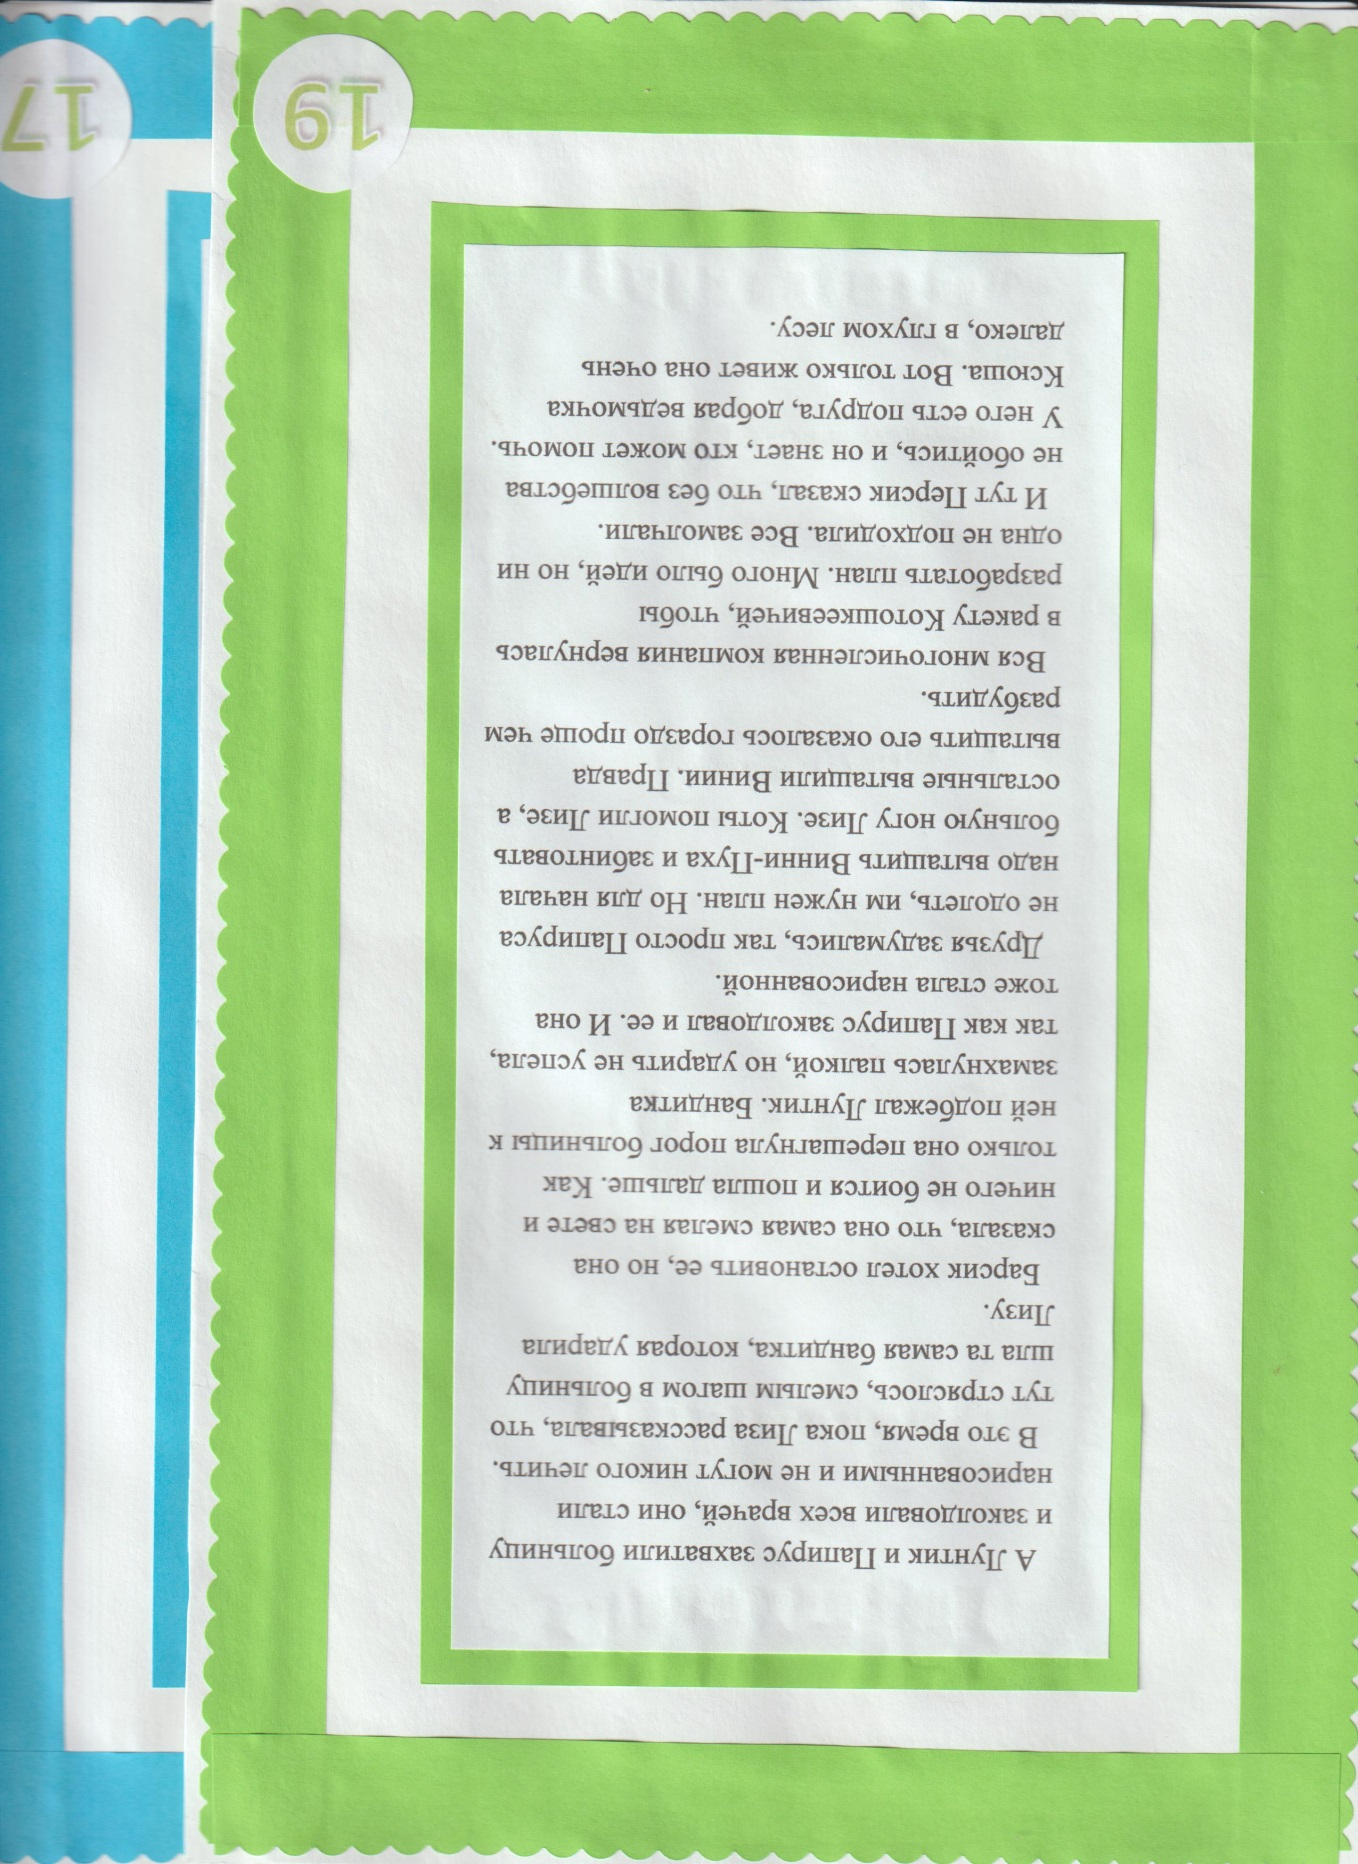 А Лунтик и Папирус захватили больницу
и заколдовали всех врачей, они стали
нарисованными и не могут никого лечить.
В это время, пока Лиза рассказывала, что
тут стряслось, смелым шагом в больницу
шла та самая бандитка, которая ударила
Лизу.
Барсик хотел остановить ее, но она
сказала, что она самая смелая на свете и
ничего не боится и пошла дальше. Как
только она перешагнула порог больницы к
ней подбежал Лунтик. Бандитка
замахнулась палкой, но ударить не успела,
так как Папирус заколдовал и ее. И она
тоже стала нарисованной.
Друзья задумались, так просто Папируса
не одолеть, им нужен план. Но для начала
надо вытащить Винни-Пуха и забинтовать
больную ногу Лизе. Коты помогли Лизе, а
остальные вытащили Винни. Правда
вытащить его оказалось гораздо проще чем
разбудить.
Вся многочисленная компания вернулась
в ракету Котошкеевичей, чтобы
разработать план. Много было идей, но ни
одна не подходила. Все замолчали.
И тут Персик сказал, что без волшебства
не обойтись, и он знает, кто может помочь.
У него есть подруга, добрая ведьмочка
Ксюша. Вот только живет она очень
далеко, в глухом лесу.
19
17